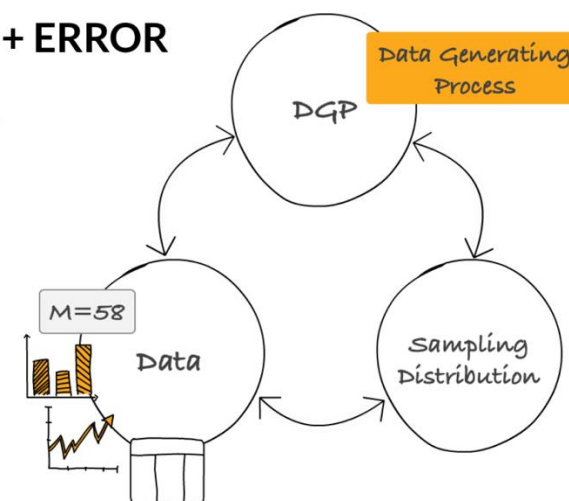 + ERROR
Data Generating
Process
DGP
M=58
Data
Sampling
Distribution